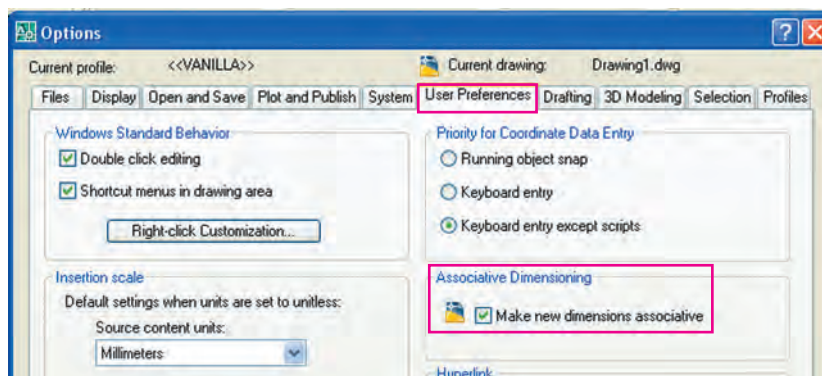 Options
Current profile: <<VANILLA>> Current drawing: Drawing1.dwg
Files Display Open and Save Plot and Publish System User Preferences Drafting 3D Modeling Selection Profiles
Windows Standard Behavior
Double click editing
Shortcut menus in drawing area
Right-click Customization...
Insertion scale
Default settings when units are set to unitless:
Source content units:
Millimeters
Priority for Coordinate Data Entry
Running object snap
Keyboard entry
Keyboard entry except scripts
Associative Dimensioning
Make new dimensions associative
Hyperlink